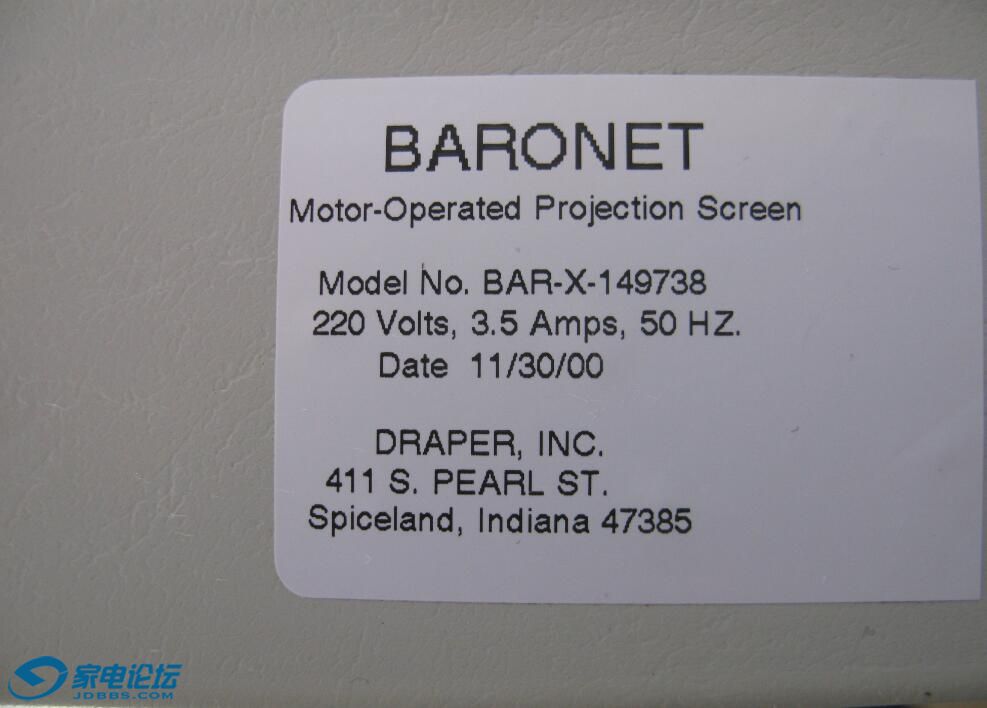 BARONET
Motor-Operated Projection Screen
Model No. BAR-X-149738
220 Volts, 3.5 Amps, 50 HZ.
Date 11/30/00
DRAPER, INC.
411 S. PEARL ST.
Spiceland, Indiana 47385
家电论坛
JDBBS.COM